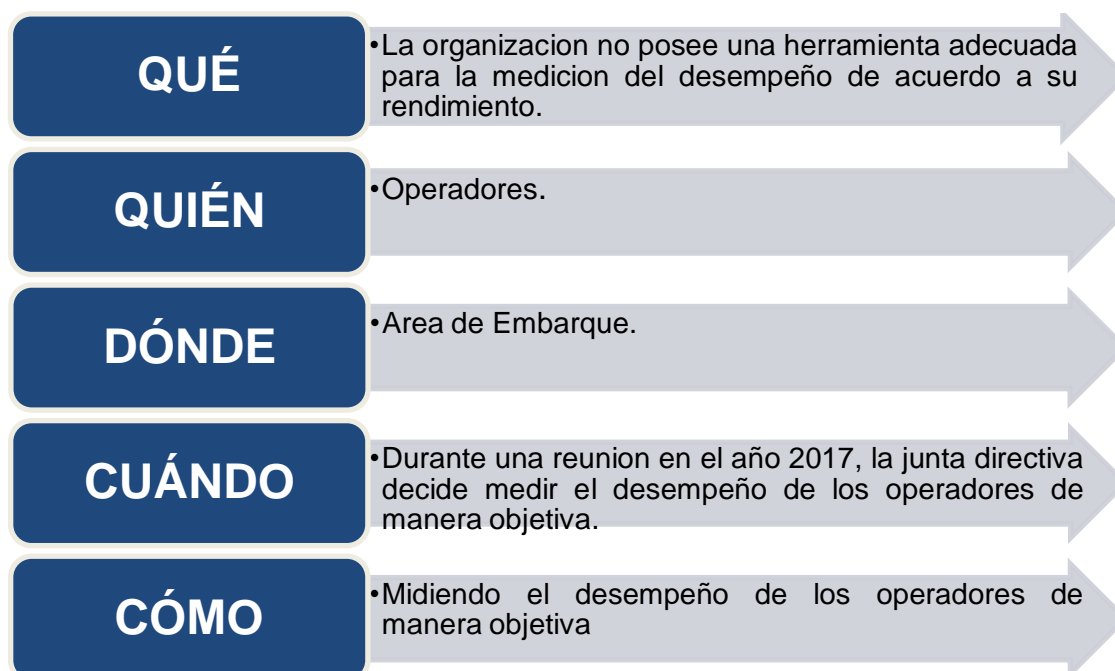 QUÉ
•La organizacion no posee una herramienta adecuada
para la medicion del desempeño de acuerdo a su
rendimiento.
QUIÉN
•Operadores.
DÓNDE
•Area de Embarque.
CUÁNDO
•Durante una reunion en el año 2017, la junta directiva
decide medir el desempeño de los operadores de
manera objetiva.
CÓMO
•Midiendo el desempeño de los operadores de
manera objetiva